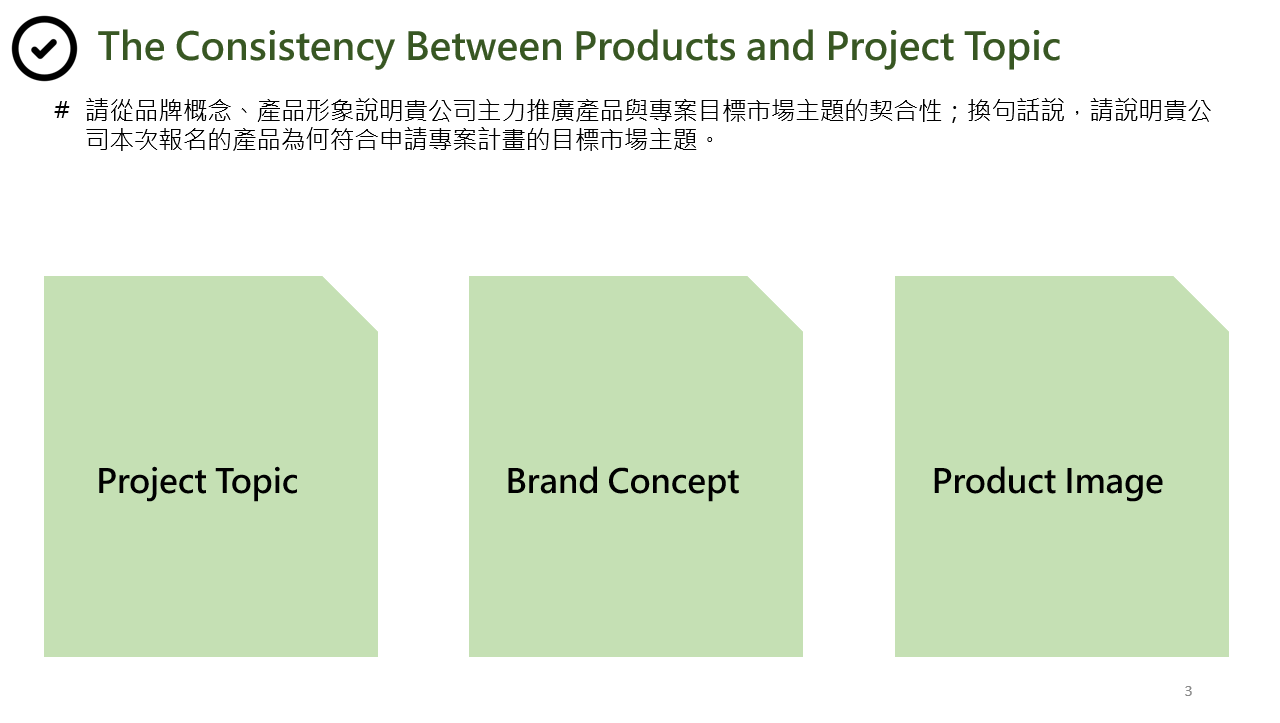 The Consistency Between Products and Project Topic
# 請從品牌概念、產品形象說明貴公司主力推廣產品與專案目標市場主題的契合性；換句話說，請說明貴公
司本次報名的產品為何符合申請專案計畫的目標市場主題。
Project Topic
Brand Concept
Product Image
3